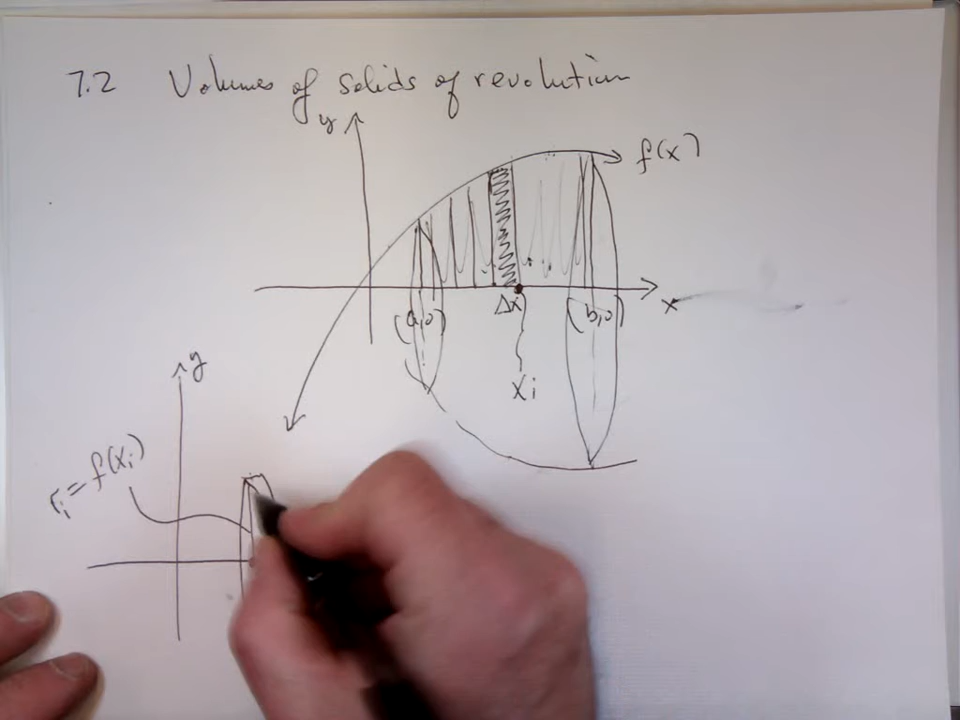 7.2 Volumes of solids of revolution
y
f(x)
(a,0) Δx (b,0) x
xi
y
ri = f(xi)